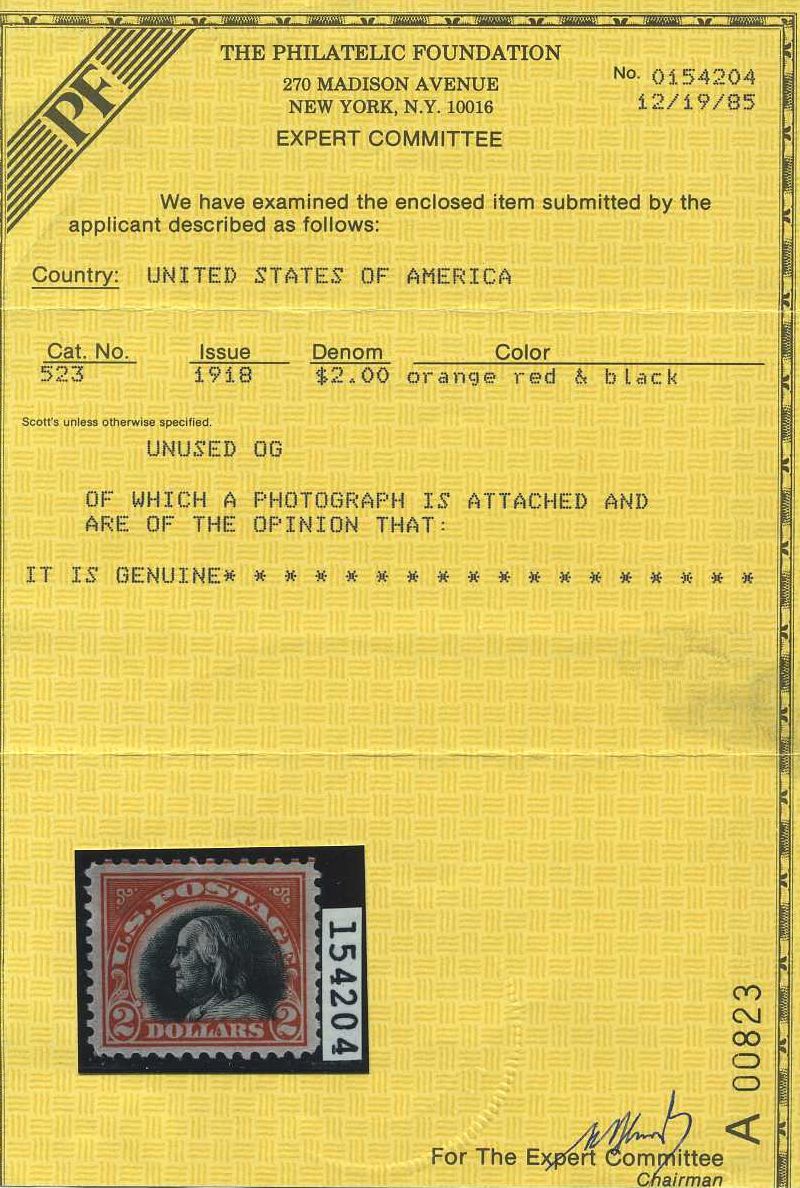 PF
THE PHILATELIC FOUNDATION
270 MADISON AVENUE
NEW YORK, N.Y. 10016
EXPERT COMMITTEE
No. 0154204
12/19/85
We have examined the enclosed item submitted by the
applicant described as follows:
Country: UNITED STATES OF AMERICA
Cat. No. Issue Denom Color
523 1918 $2.00 orange red & black
Scott's unless otherwise specified.
UNUSED OG
OF WHICH A PHOTOGRAPH IS ATTACHED AND
ARE OF THE OPINION THAT:
IT IS GENUINE* * * * * * * * * * * * * * * * * *
U.S. POSTAGE
2 DOLLARS 2
154204
A 00823
For The Expert Committee
Chairman